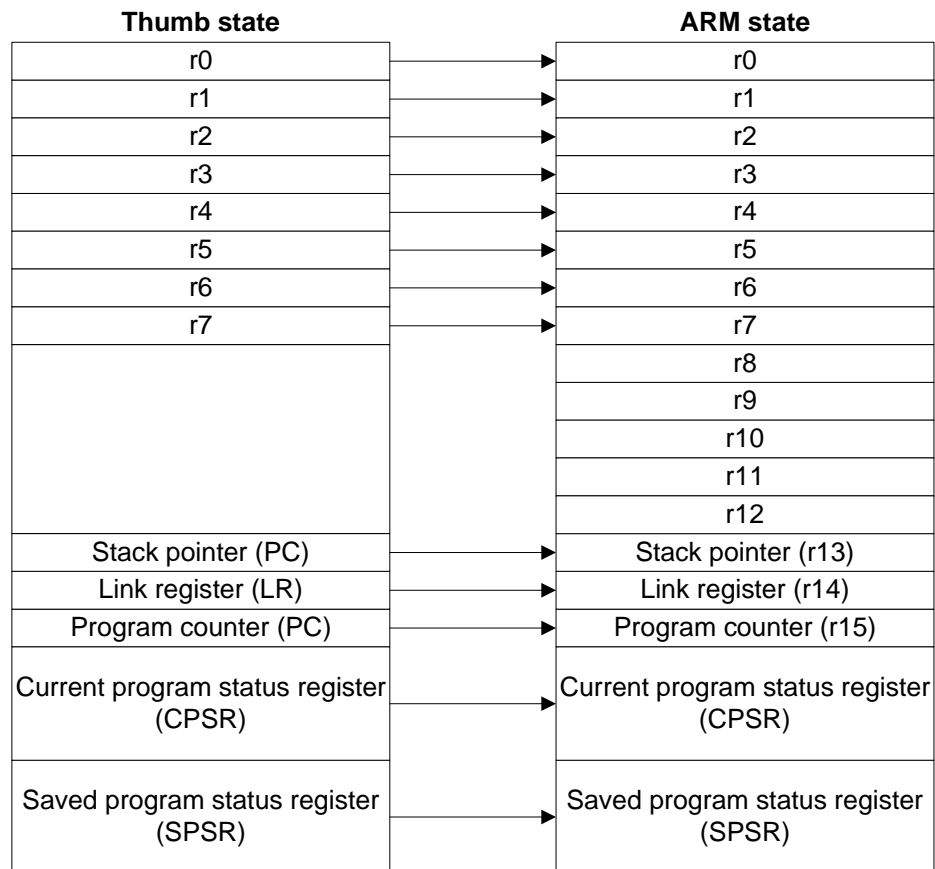 Thumb state ARM state
r0 r0
r1 r1
r2 r2
r3 r3
r4 r4
r5 r5
r6 r6
r7 r7
r8
r9
r10
r11
r12
Stack pointer (PC) Stack pointer (r13)
Link register (LR) Link register (r14)
Program counter (PC) Program counter (r15)
Current program status register Current program status register
(CPSR) (CPSR)
Saved program status register Saved program status register
(SPSR) (SPSR)